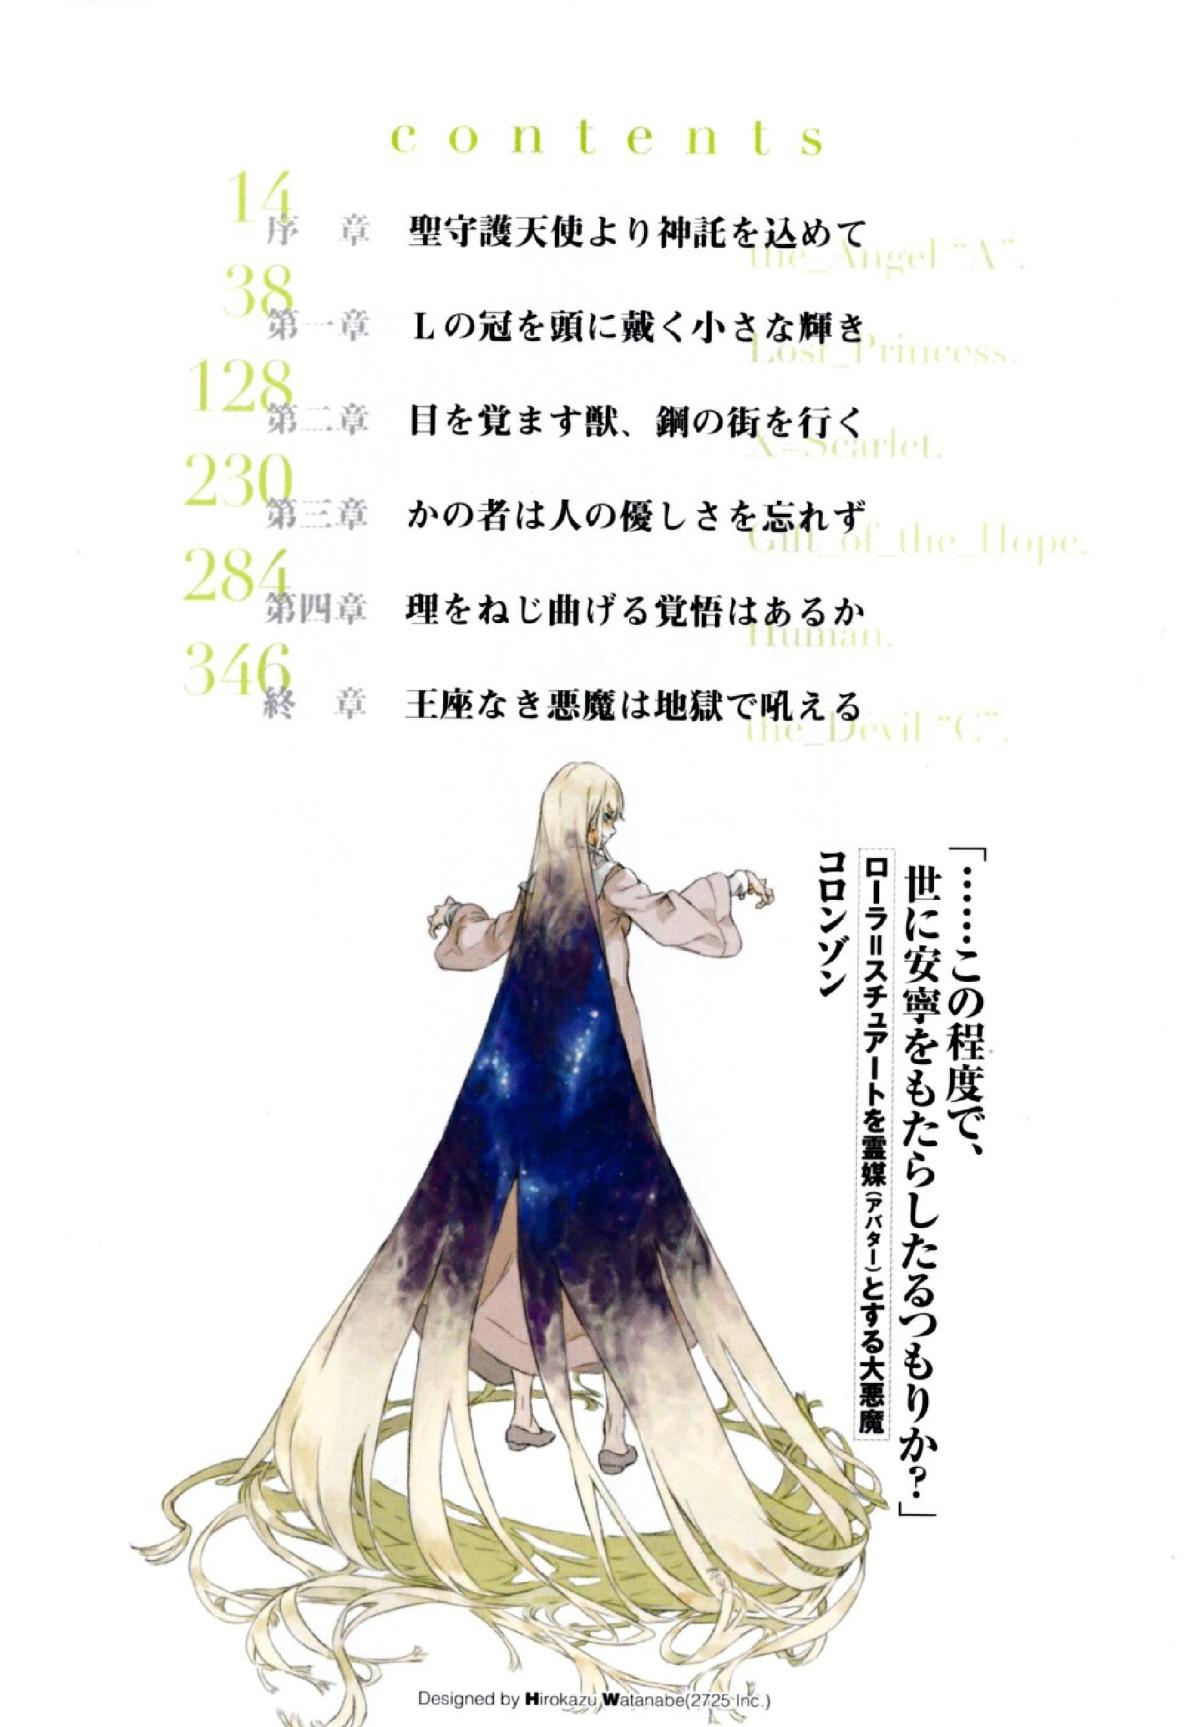 contents
14
序 章 聖守護天使より神託を込めて
the_Angel “A”.
38
第一章 Lの冠を頭に戴く小さな輝き
Lost_Princess.
128
第二章 目を覚ます獣、鋼の街を行く
X=Scarlet.
230
第三章 かの者は人の優しさを忘れず
Gift_of_the_Hope.
284
第四章 理をねじ曲げる覚悟はあるか
Human.
346
終 章 王座なき悪魔は地獄で吼える
the_Devil “C”.
「……この程度で、
世に安寧をもたらしたるつもりか?」
ローラ=スチュアートを霊媒(アバター)とする大悪魔
コロンゾン
Designed by Hirokazu Watanabe(2725 Inc.)